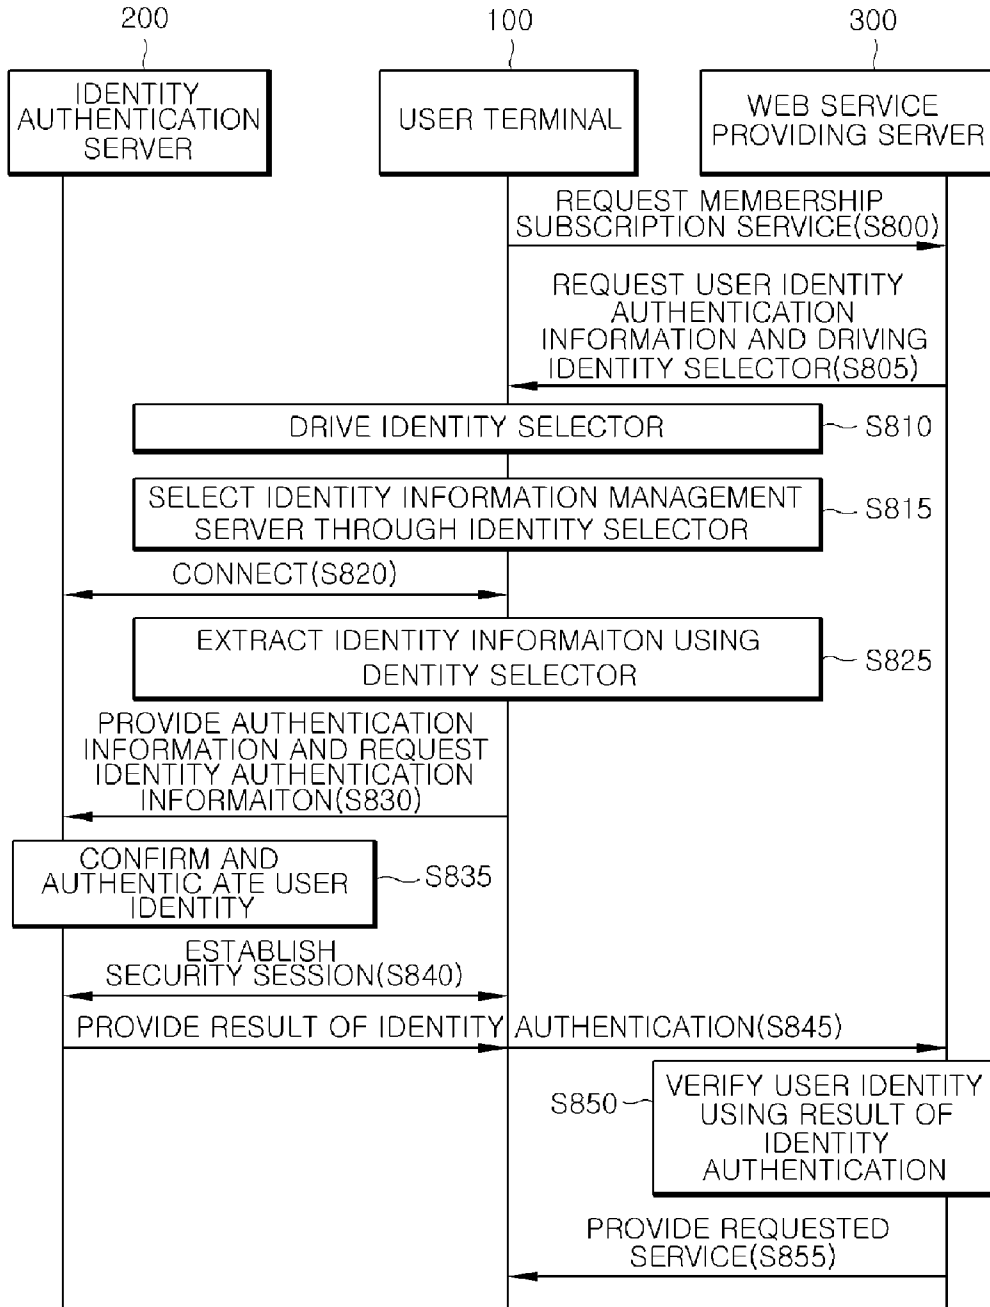 200
100
300
IDENTITY
AUTHENTICATION
SERVER
USER TERMINAL
WEB SERVICE
PROVIDING SERVER
REQUEST MEMBERSHIP
SUBSCRIPTION SERVICE(S800)
REQUEST USER IDENTITY
AUTHENTICATION
INFORMATION AND DRIVING
IDENTITY SELECTOR(S805)
DRIVE IDENTITY SELECTOR
S810
SELECT IDENTITY INFORMATION MANAGEMENT
SERVER THROUGH IDENTITY SELECTOR
S815
CONNECT(S820)
EXTRACT IDENTITY INFORMAITON USING
DENTITY SELECTOR
S825
PROVIDE AUTHENTICATION
INFORMATION AND REQUEST
IDENTITY AUTHENTICATION
INFORMAITON(S830)
CONFIRM AND
AUTHENTIC ATE USER
IDENTITY
S835
ESTABLISH
SECURITY SESSION(S840)
PROVIDE RESULT OF IDENTITY AUTHENTICATION(S845)
S850
VERIFY USER IDENTITY
USING RESULT OF
IDENTITY
AUTHENTICATION
PROVIDE REQUESTED
SERVICE(S855)